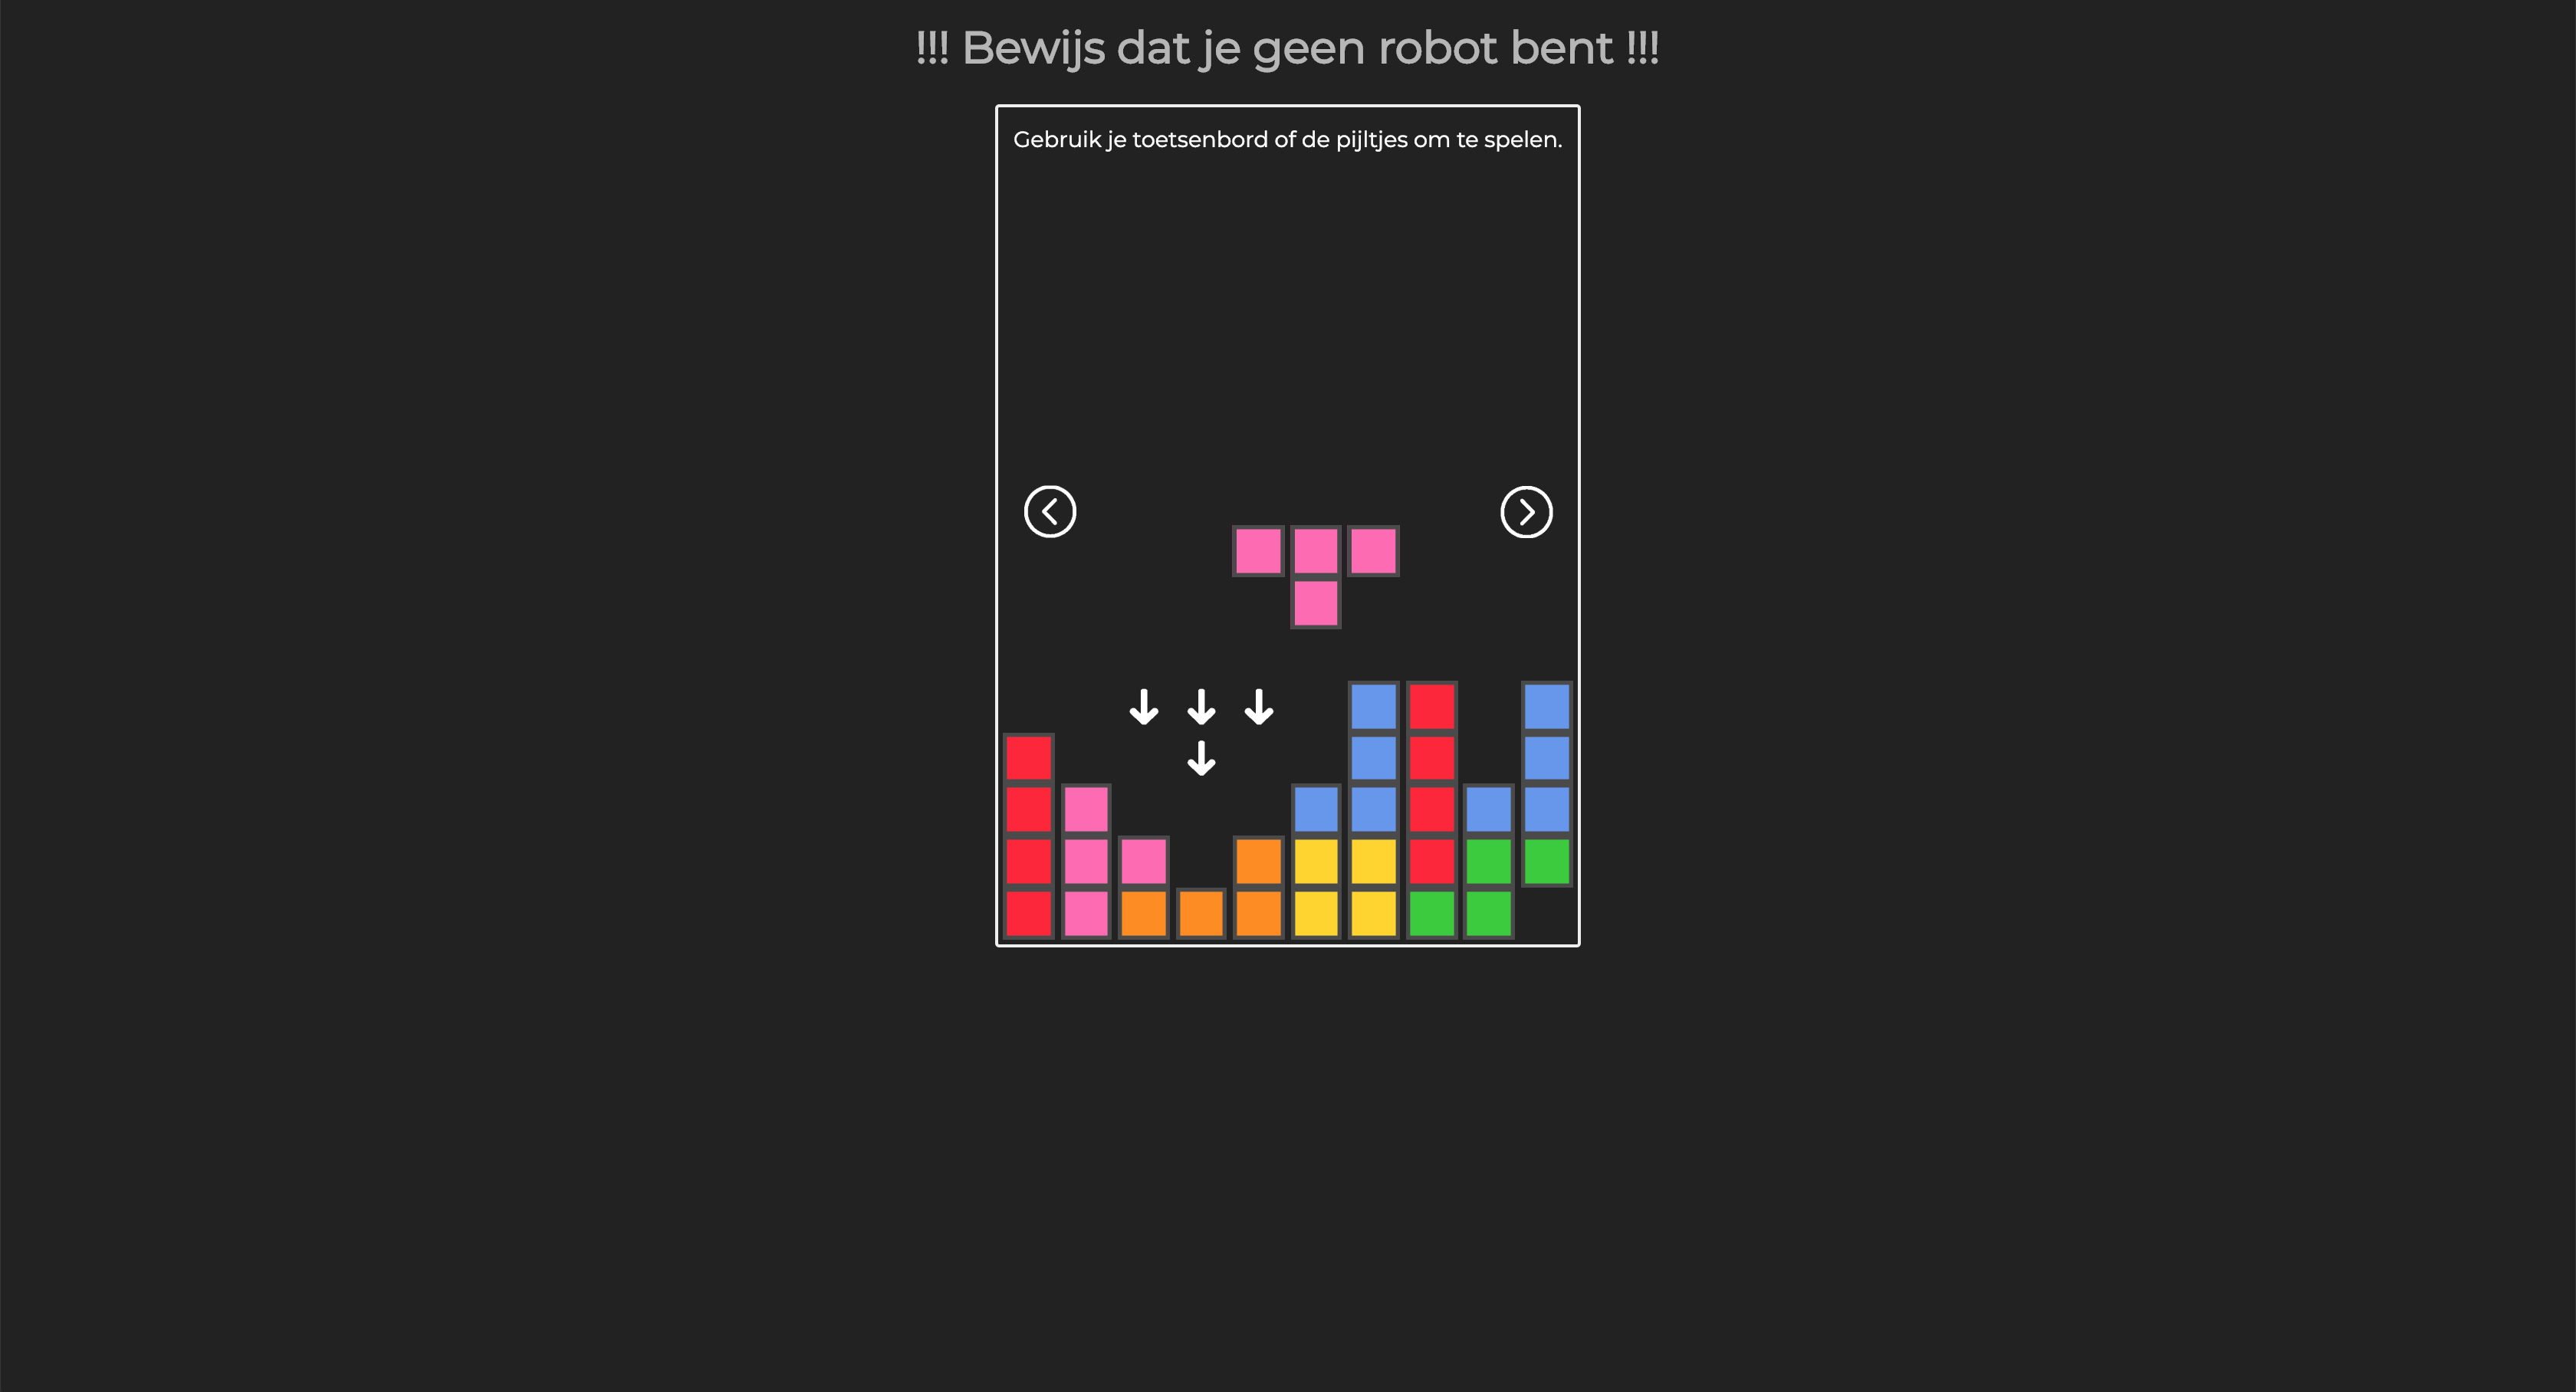 !!! Bewijs dat je geen robot bent !!!
Gebruik je toetsenbord of de pijltjes om te spelen.